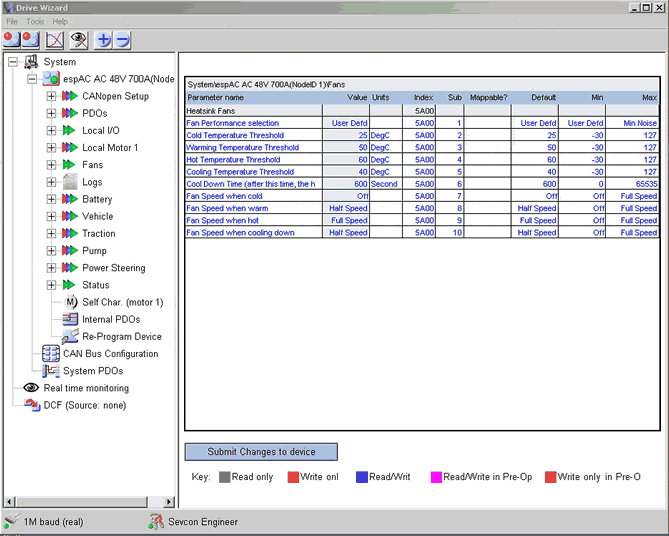 Drive Wizard
File Tools Help
System
espAC AC 48V 700A(Node
CANopen Setup
PDOs
Local I/O
Local Motor 1
Fans
Logs
Battery
Vehicle
Traction
Pump
Power Steering
Status
Self Char. (motor 1)
Internal PDOs
Re-Program Device
CAN Bus Configuration
System PDOs
Real time monitoring
DCF (Source: none)
System\espAC AC 48V 700A(NodeID 1)\Fans
Parameter name Value Units Index Sub Mappable? Default Min Max
Heatsink Fans 5A00
Fan Performance selection User Defd 5A00 1 User Defd User Defd Min Noise
Cold Temperature Threshold 25 DegC 5A00 2 25 -30 127
Warming Temperature Threshold 50 DegC 5A00 3 50 -30 127
Hot Temperature Threshold 60 DegC 5A00 4 60 -30 127
Cooling Temperature Threshold 40 DegC 5A00 5 40 -30 127
Cool Down Time (after this time, the h 600 Second 5A00 6 600 0 65535
Fan Speed when cold Off 5A00 7 Off Off Full Speed
Fan Speed when warm Half Speed 5A00 8 Half Speed Off Full Speed
Fan Speed when hot Full Speed 5A00 9 Full Speed Off Full Speed
Fan Speed when cooling down Half Speed 5A00 10 Half Speed Off Full Speed
Submit Changes to device
Key: Read only Write onl Read/Writ Read/Write in Pre-Op Write only in Pre-O
1M baud (real) Sevcon Engineer